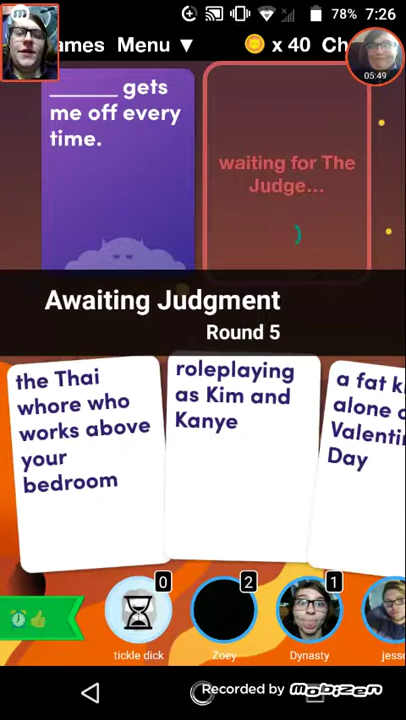 78% 7:26
ames Menu ▼ x 40 Ch
05:49
______ gets
me off every
time.
waiting for The
Judge...
Awaiting Judgment
Round 5
the Thai
whore who
works above
your
bedroom
roleplaying
as Kim and
Kanye
a fat k
alone o
Valenti
Day
0
2
1
tickle dick
Zoey
Dynasty
jess
Recorded by mobizen